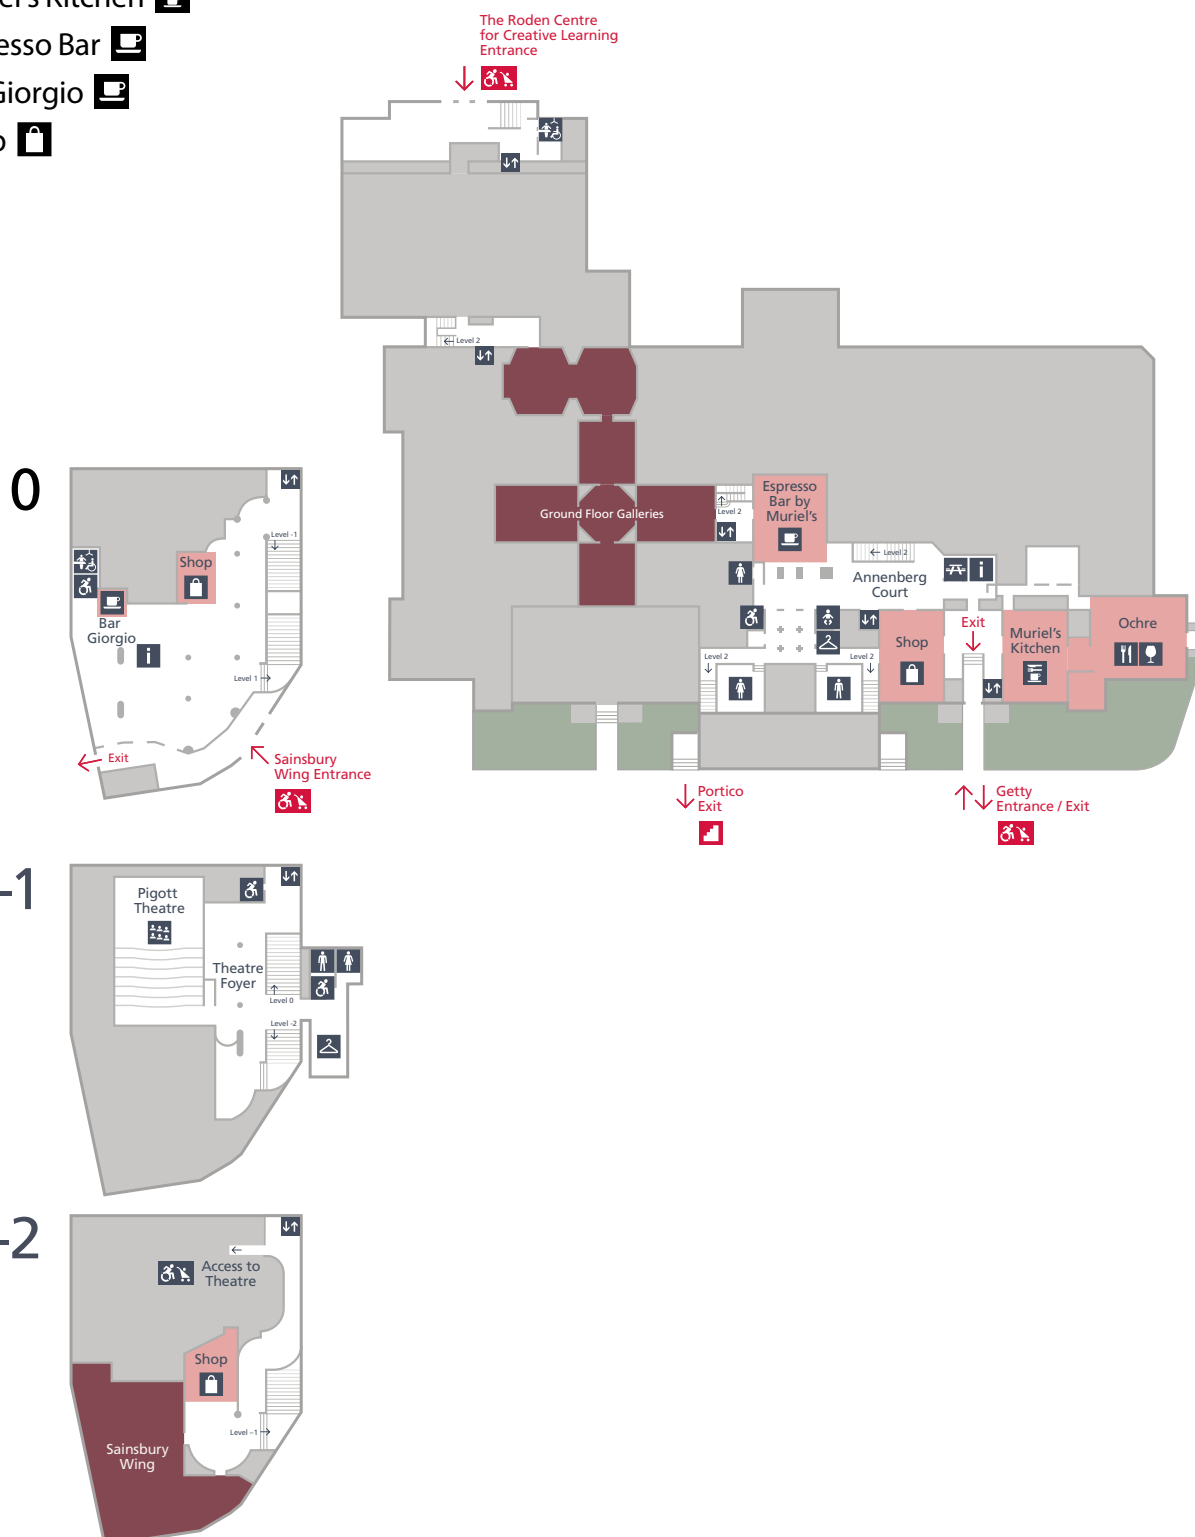 Kitchen
Bar
Giorgio
The Roden Centre
for Creative Learning
Entrance
Level 2
0
Espresso
Bar by
Muriel's
Ground Floor Galleries
Level 2
Level -1
Shop
Level 2
Annenberg
Court
Bar
Giorgio
Exit
Shop
Muriel's
Kitchen
Ochre
Level 2
Level 2
Level 1
Exit
Sainsbury
Wing Entrance
Portico
Exit
Getty
Entrance / Exit
-1
Pigott
Theatre
Theatre
Foyer
Level 0
Level -2
-2
Access to
Theatre
Shop
Level -1
Sainsbury
Wing